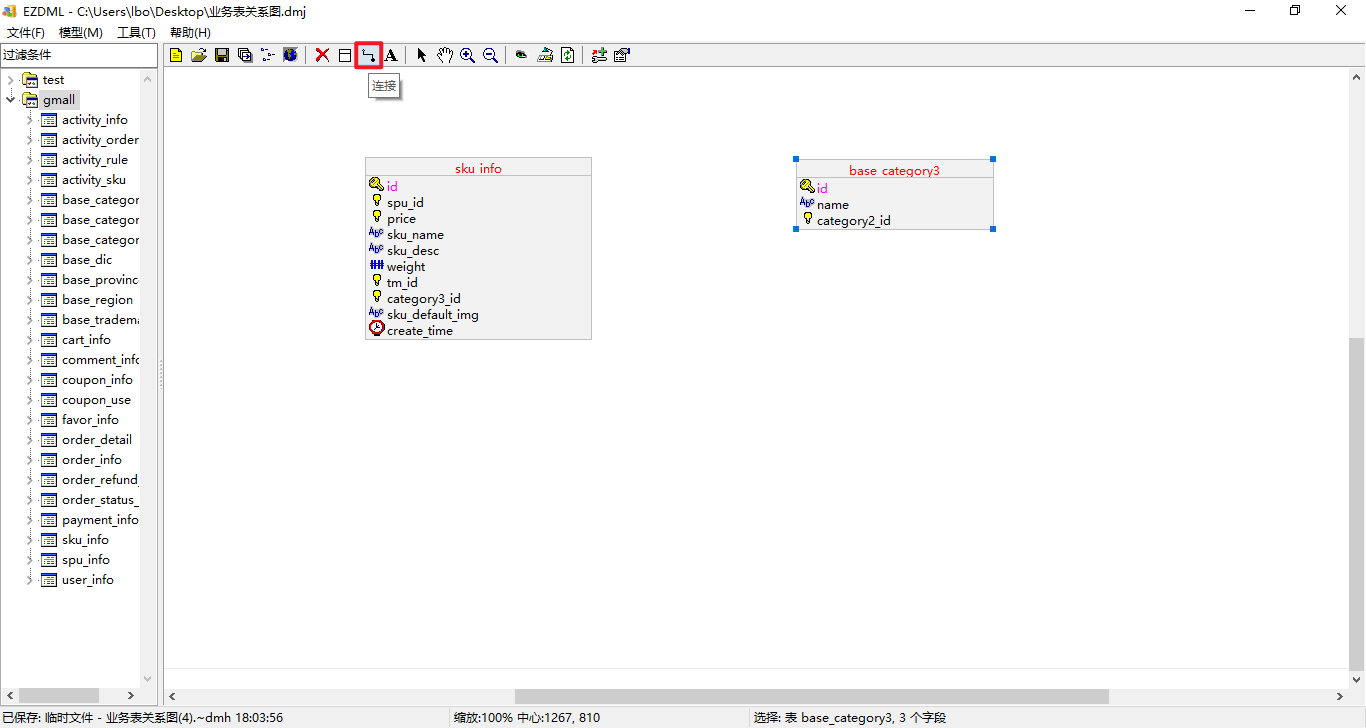 EZDML - C:\Users\lbo\Desktop\业务表关系图.dmj
文件(F) 模型(M) 工具(T) 帮助(H)
过滤条件
A
连接
test
gmall
activity_info
activity_order
activity_rule
activity_sku
base_categor
base_categor
base_categor
base_dic
base_provinc
base_region
base_tradema
cart_info
comment_info
coupon_info
coupon_use
favor_info
order_detail
order_info
order_refund_
order_status_
payment_info
sku_info
spu_info
user_info
sku_info
id
spu_id
price
sku_name
sku_desc
weight
tm_id
category3_id
sku_default_img
create_time
base_category3
id
name
category2_id
已保存: 临时文件 - 业务表关系图(4).~dmh 18:03:56
缩放:100% 中心:1267, 810
选择: 表 base_category3, 3 个字段